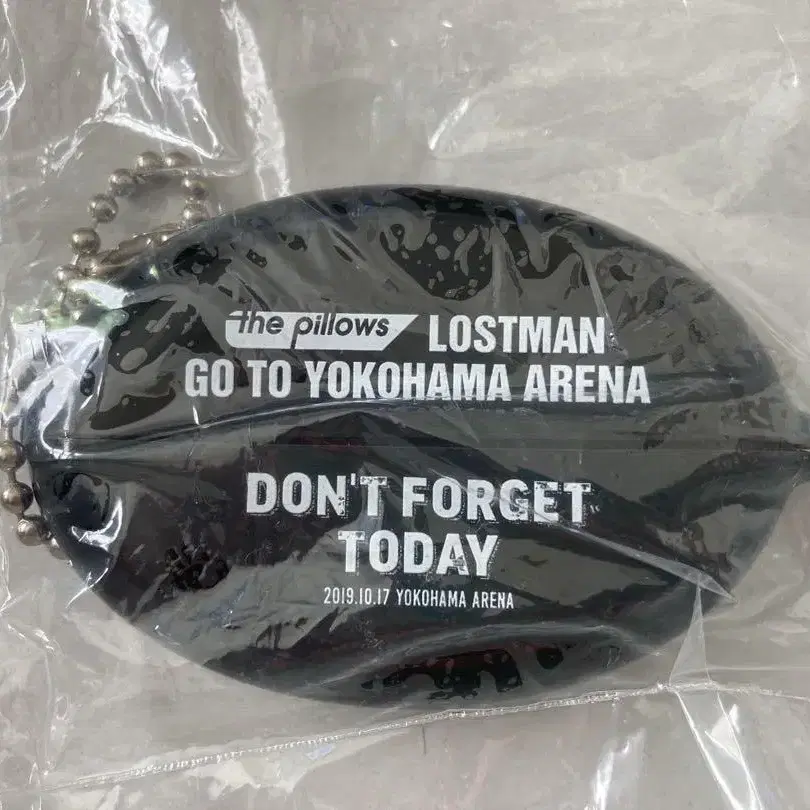 the pillows LOSTMAN
GO TO YOKOHAMA ARENA
DON'T FORGET
TODAY
2019.10.17 YOKOHAMA ARENA